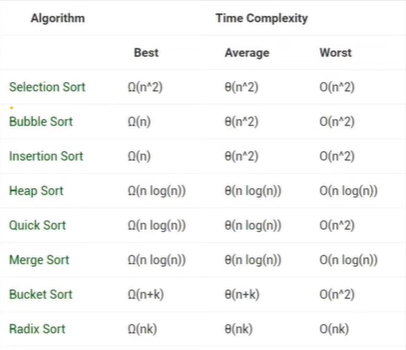 Algorithm Time Complexity
Best Average Worst
Selection Sort Ω(n^2) θ(n^2) O(n^2)
Bubble Sort Ω(n) θ(n^2) O(n^2)
Insertion Sort Ω(n) θ(n^2) O(n^2)
Heap Sort Ω(n log(n)) θ(n log(n)) O(n log(n))
Quick Sort Ω(n log(n)) θ(n log(n)) O(n^2)
Merge Sort Ω(n log(n)) θ(n log(n)) O(n log(n))
Bucket Sort Ω(n+k) θ(n+k) O(n^2)
Radix Sort Ω(nk) θ(nk) O(nk)